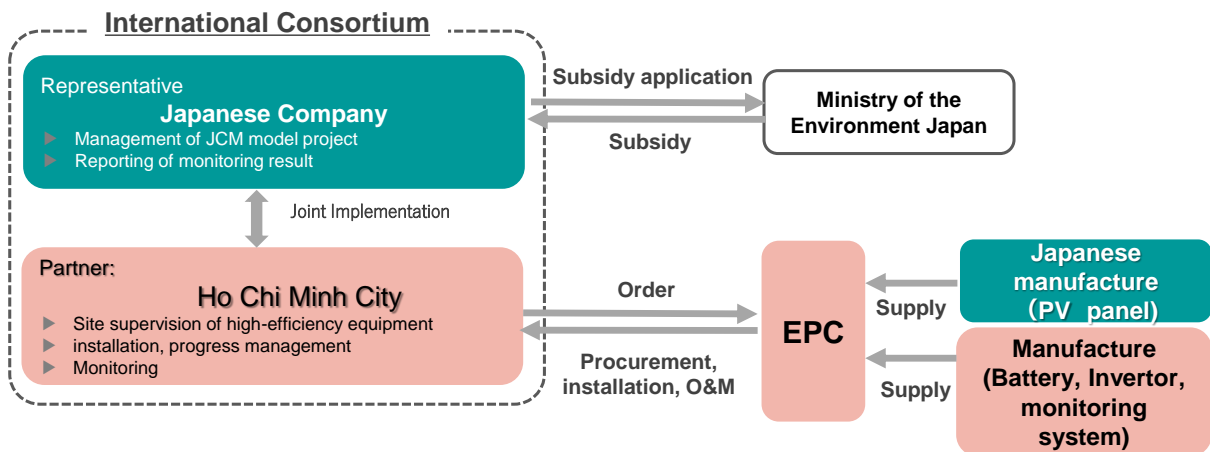 International Consortium
Representative
Japanese Company
Management of JCM model project
Reporting of monitoring result
Subsidy application
Subsidy
Ministry of the
Environment Japan
Joint Implementation
Partner:
Ho Chi Minh City
Site supervision of high-efficiency equipment
installation, progress management
Monitoring
Order
Procurement,
installation, O&M
EPC
Supply
Japanese
manufacture
（PV panel)
Supply
Manufacture
(Battery, Invertor,
monitoring
system)